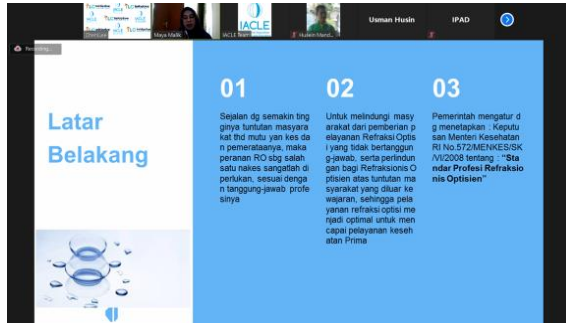 TLC
IACLE
Maya Malik
IACLE Team
Usman Husin
IPAD
Recording...
Latar
Belakang
01
Sejalan dg semakin ting
ginya tuntutan masyara
kat thd mutu yan kes da
n pemerataanya, maka
peranan RO sbg salah
satu nakes sangatlah di
perlukan, sesuai denga
n tanggung-jawab profe
sinya
02
Untuk melindungi masy
arakat dari pemberian p
elayanan Refraksi Optis
i yang tidak bertanggun
g-jawab, serta perlindun
gan bagi Refraksionis O
ptisien atas tuntutan ma
syarakat yang diluar ke
wajaran, sehingga pela
yanan refraksi optisi me
njadi optimal untuk men
capai pelayanan keseh
atan Prima
03
Pemerintah mengatur d
g menetapkan : Keputu
san Menteri Kesehatan
RI No.572/MENKES/SK
/VI/2008 tentang : “Sta
ndar Profesi Refraksio
nis Optisien”